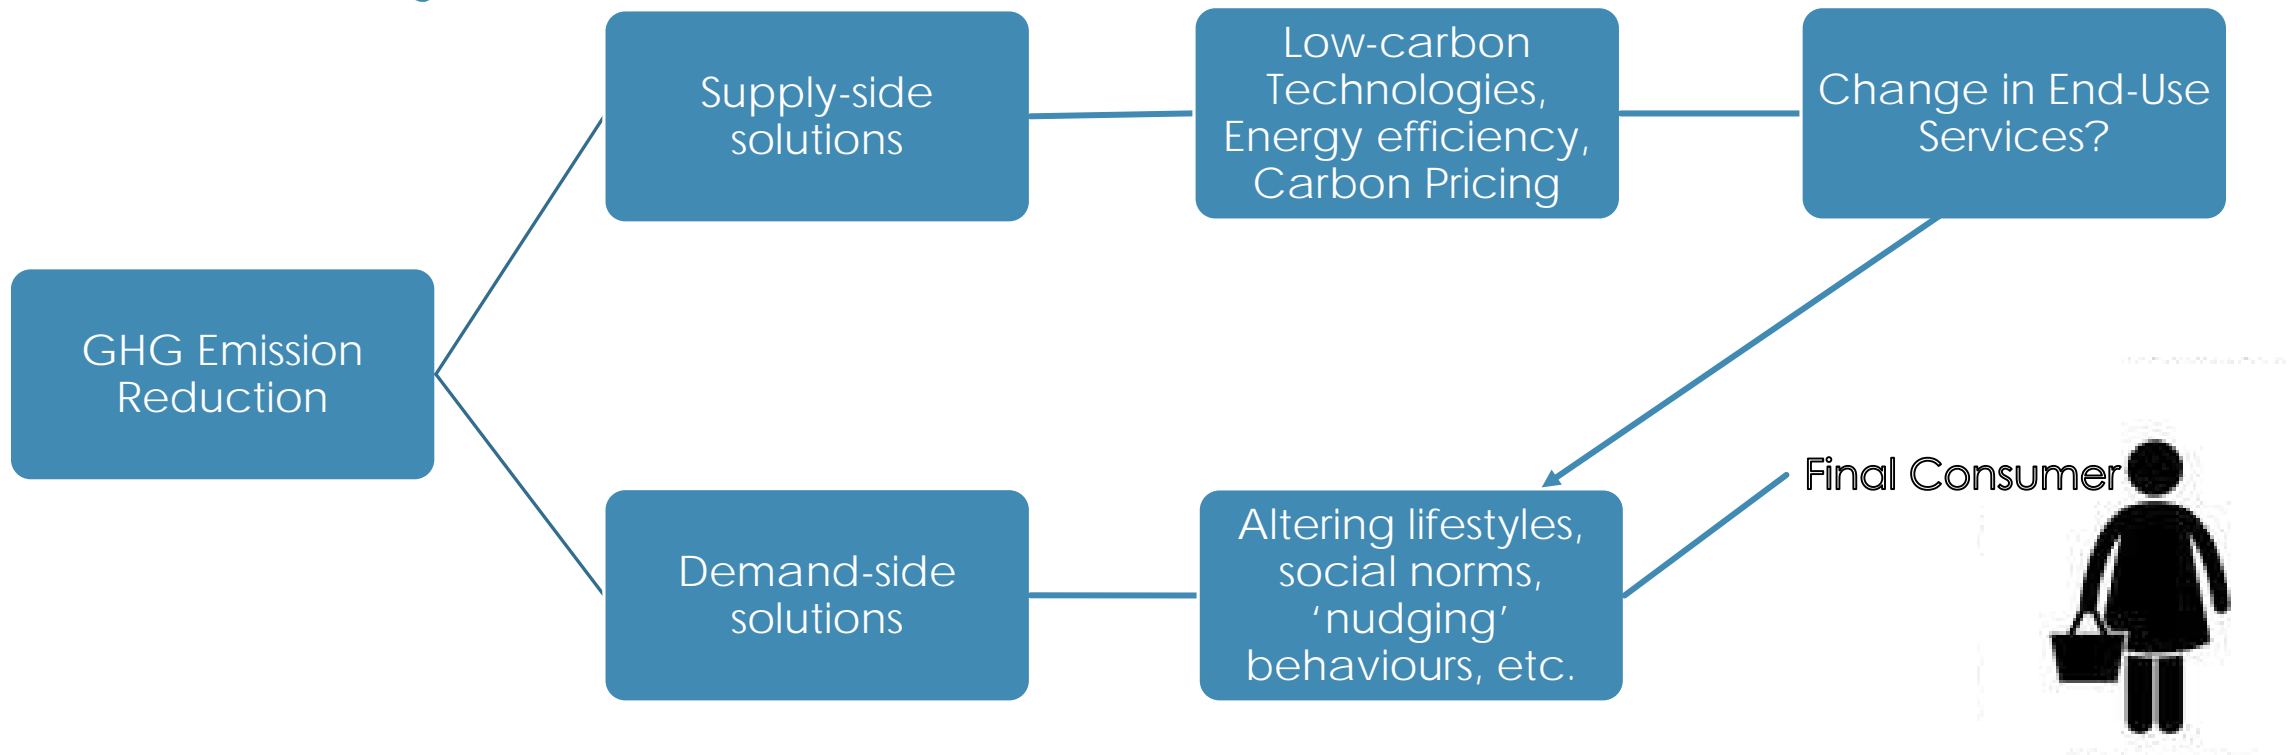 GHG Emission
Reduction
Supply-side
solutions
Low-carbon
Technologies,
Energy efficiency,
Carbon Pricing
Change in End-Use
Services?
Demand-side
solutions
Altering lifestyles,
social norms,
‘nudging’
behaviours, etc.
Final Consumer